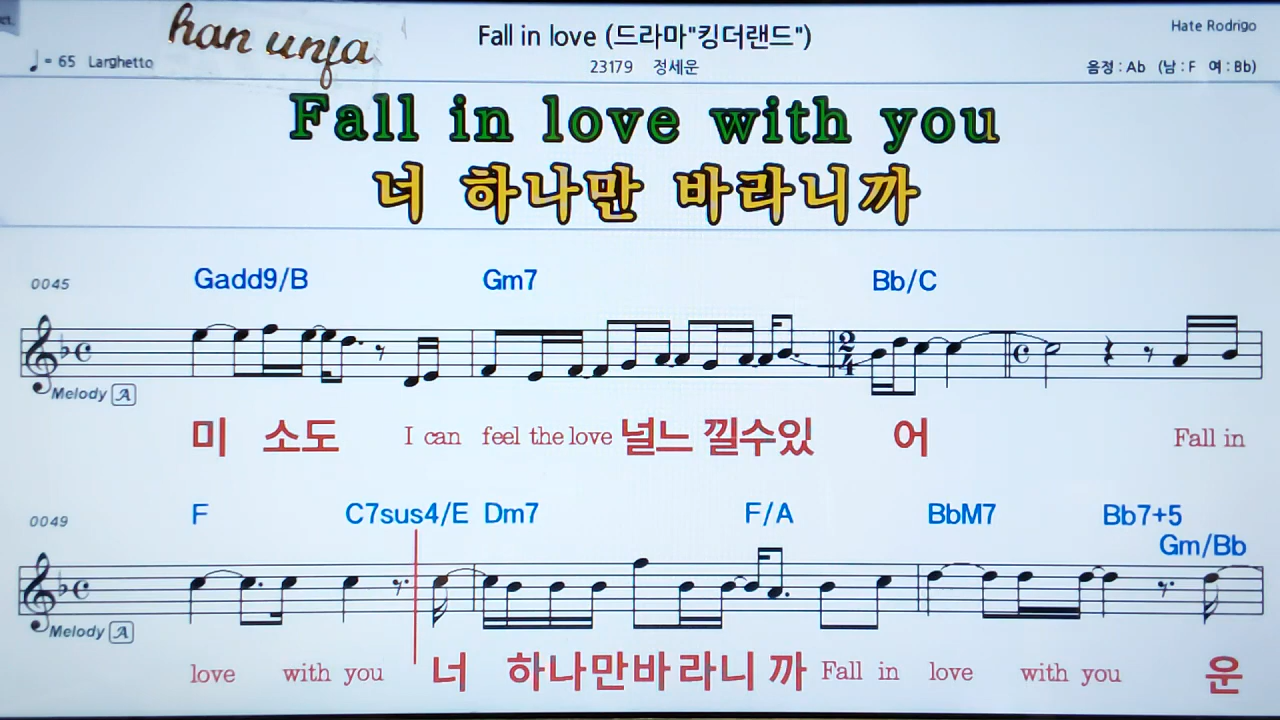 ct.
han unja
Fall in love (드라마"킹더랜드")
Hate Rodrigo
♩= 65 Larghetto
23179 정세운
음정 : Ab (남 : F 여 : Bb)
Fall in love with you
너 하나만 바라니까
0045 Gadd9/B Gm7 Bb/C
2/4
Melody A
미 소도 I can feel the love 널느 낄수있 어 Fall in
0049 F C7sus4/E Dm7 F/A BbM7 Bb7+5
Gm/Bb
Melody A
love with you 너 하나만바라니 까 Fall in love with you 운